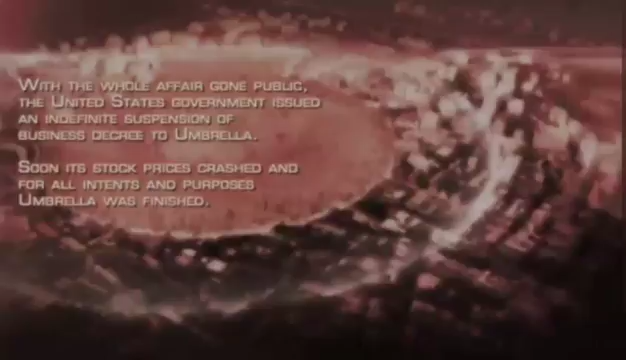 With the whole affair gone public,
the United States government issued
an indefinite suspension of
business decree to Umbrella.
Soon its stock prices crashed and
for all intents and purposes
Umbrella was finished.